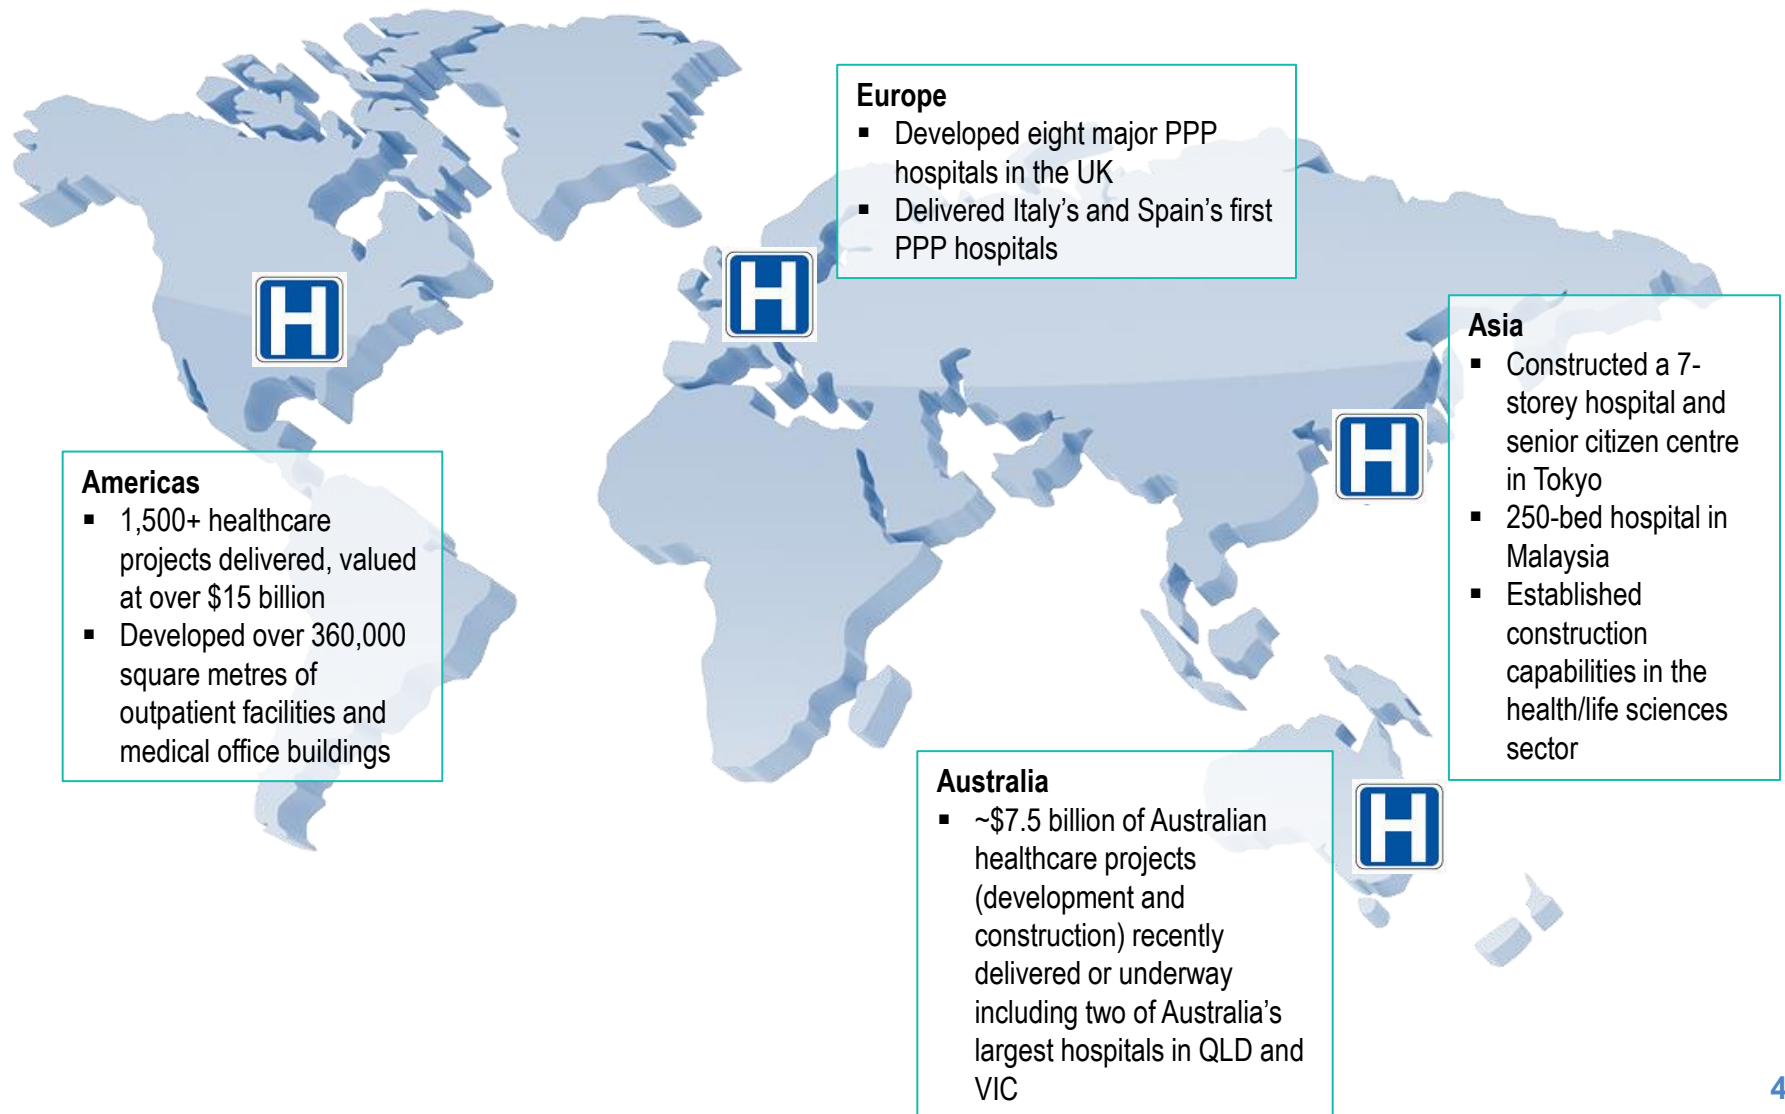 Europe
▪ Developed eight major PPP
hospitals in the UK
▪ Delivered Italy’s and Spain’s first
PPP hospitals
H
H
Asia
▪ Constructed a 7-
storey hospital and
senior citizen centre
in Tokyo
▪ 250-bed hospital in
Malaysia
▪ Established
construction
capabilities in the
health/life sciences
sector
H
Americas
▪ 1,500+ healthcare
projects delivered, valued
at over $15 billion
▪ Developed over 360,000
square metres of
outpatient facilities and
medical office buildings
Australia
▪ ~$7.5 billion of Australian
healthcare projects
(development and
construction) recently
delivered or underway
including two of Australia’s
largest hospitals in QLD and
VIC
H
4